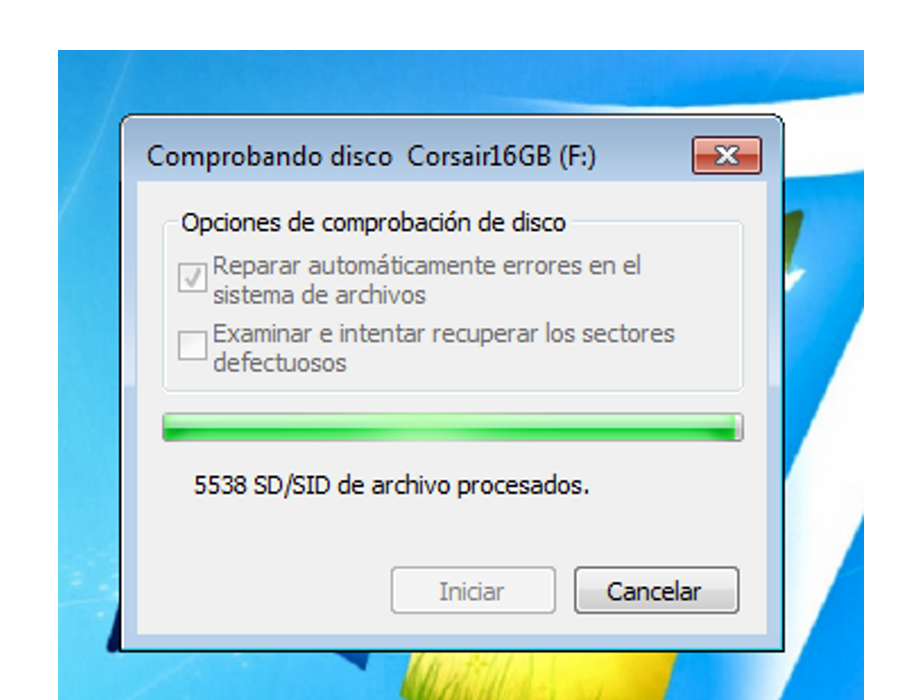 Comprobando disco Corsair16GB (F:)
Opciones de comprobación de disco
Reparar automáticamente errores en el
sistema de archivos
Examinar e intentar recuperar los sectores
defectuosos
5538 SD/SID de archivo procesados.
Iniciar
Cancelar